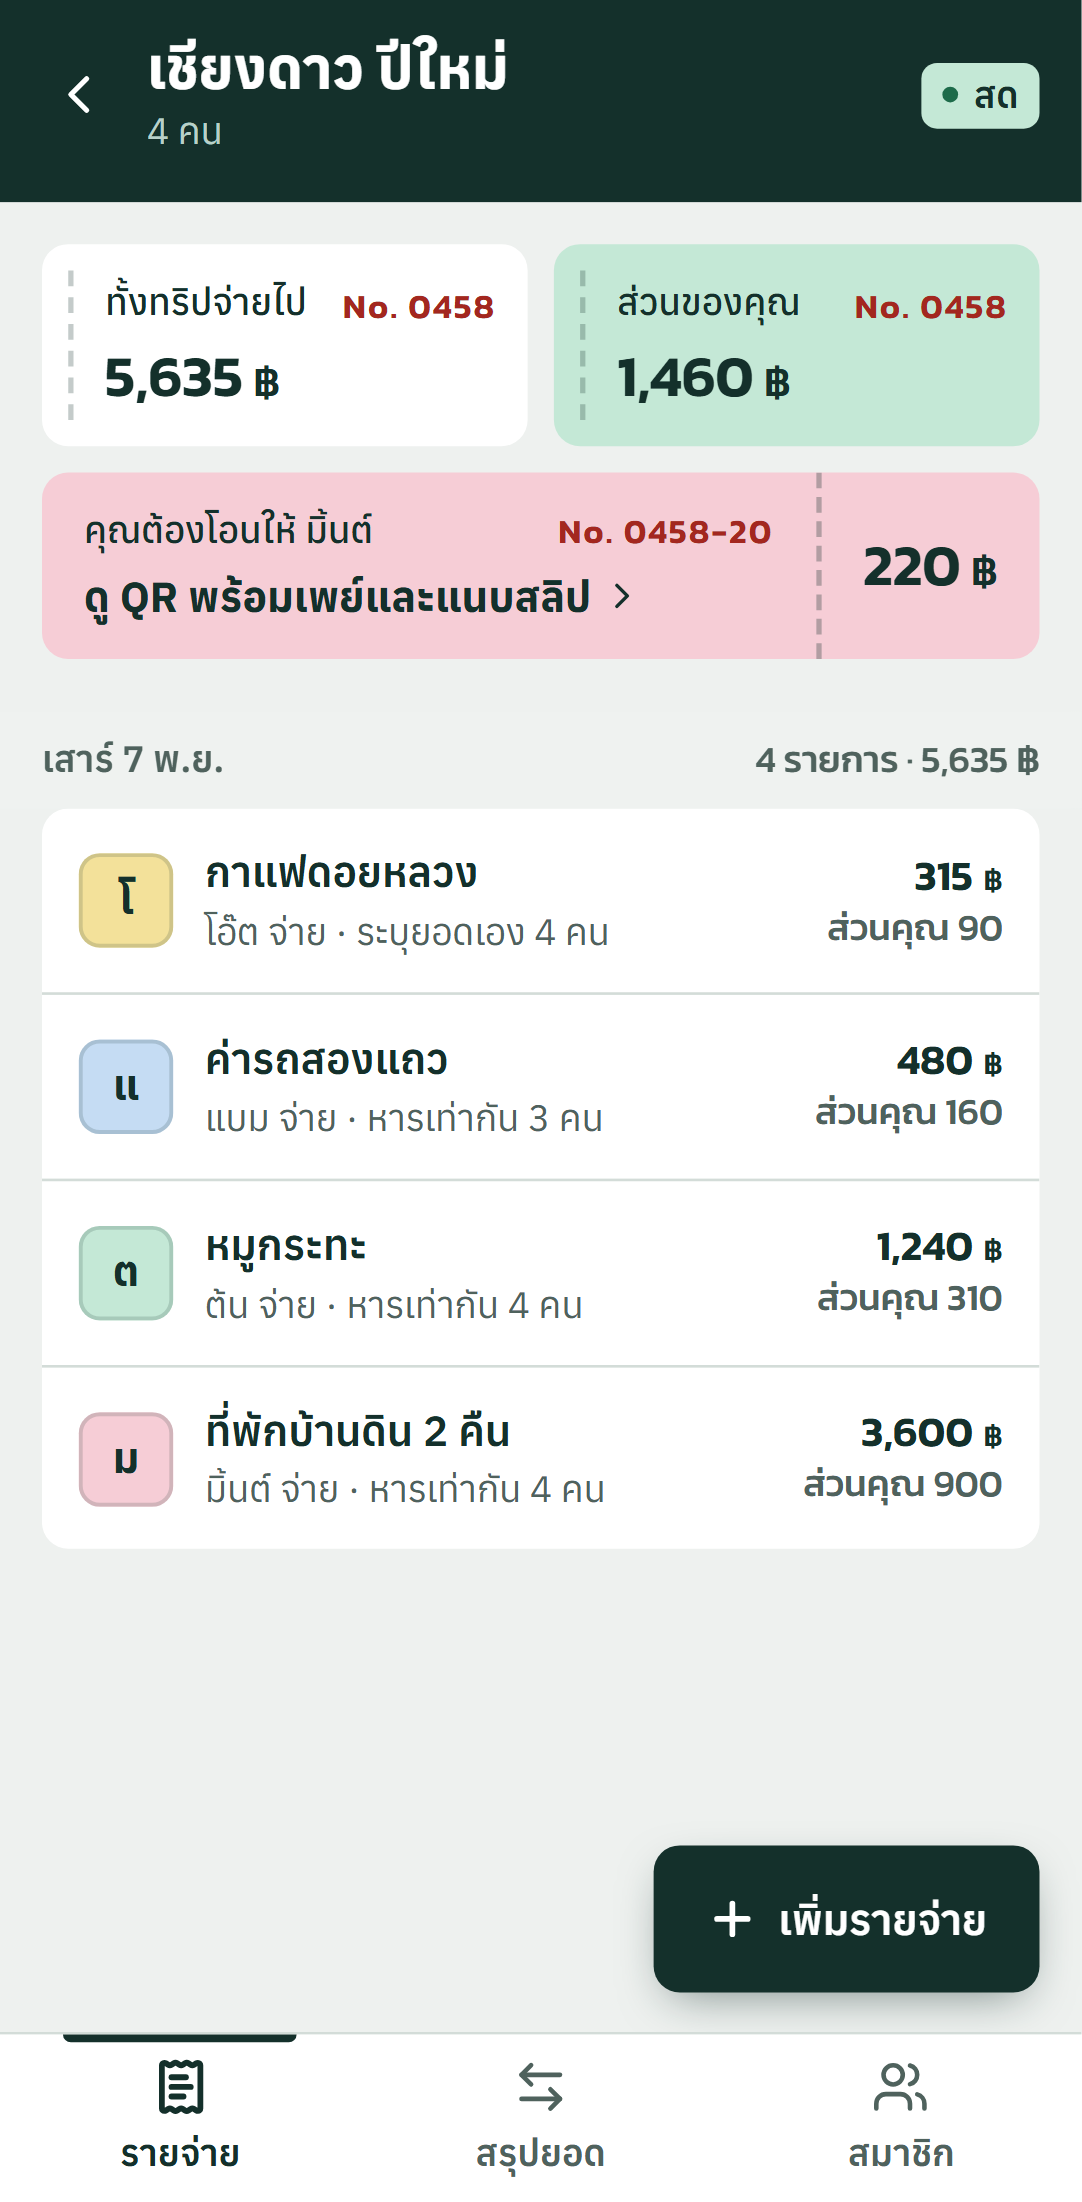 เชียงดาว ปีใหม่
4 คน
สด
ทั้งทริปจ่ายไป No. 0458
5,635 ฿
ส่วนของคุณ No. 0458
1,460 ฿
คุณต้องโอนให้ มิ้นต์ No. 0458-20
ดู QR พร้อมเพย์และแนบสลิป
220 ฿
เสาร์ 7 พ.ย.
4 รายการ · 5,635 ฿
โ
กาแฟดอยหลวง
315 ฿
โอ๊ต จ่าย · ระบุยอดเอง 4 คน
ส่วนคุณ 90
แ
ค่ารถสองแถว
480 ฿
แบม จ่าย · หารเท่ากัน 3 คน
ส่วนคุณ 160
ต
หมูกระทะ
1,240 ฿
ต้น จ่าย · หารเท่ากัน 4 คน
ส่วนคุณ 310
ม
ที่พักบ้านดิน 2 คืน
3,600 ฿
มิ้นต์ จ่าย · หารเท่ากัน 4 คน
ส่วนคุณ 900
เพิ่มรายจ่าย
รายจ่าย
สรุปยอด
สมาชิก